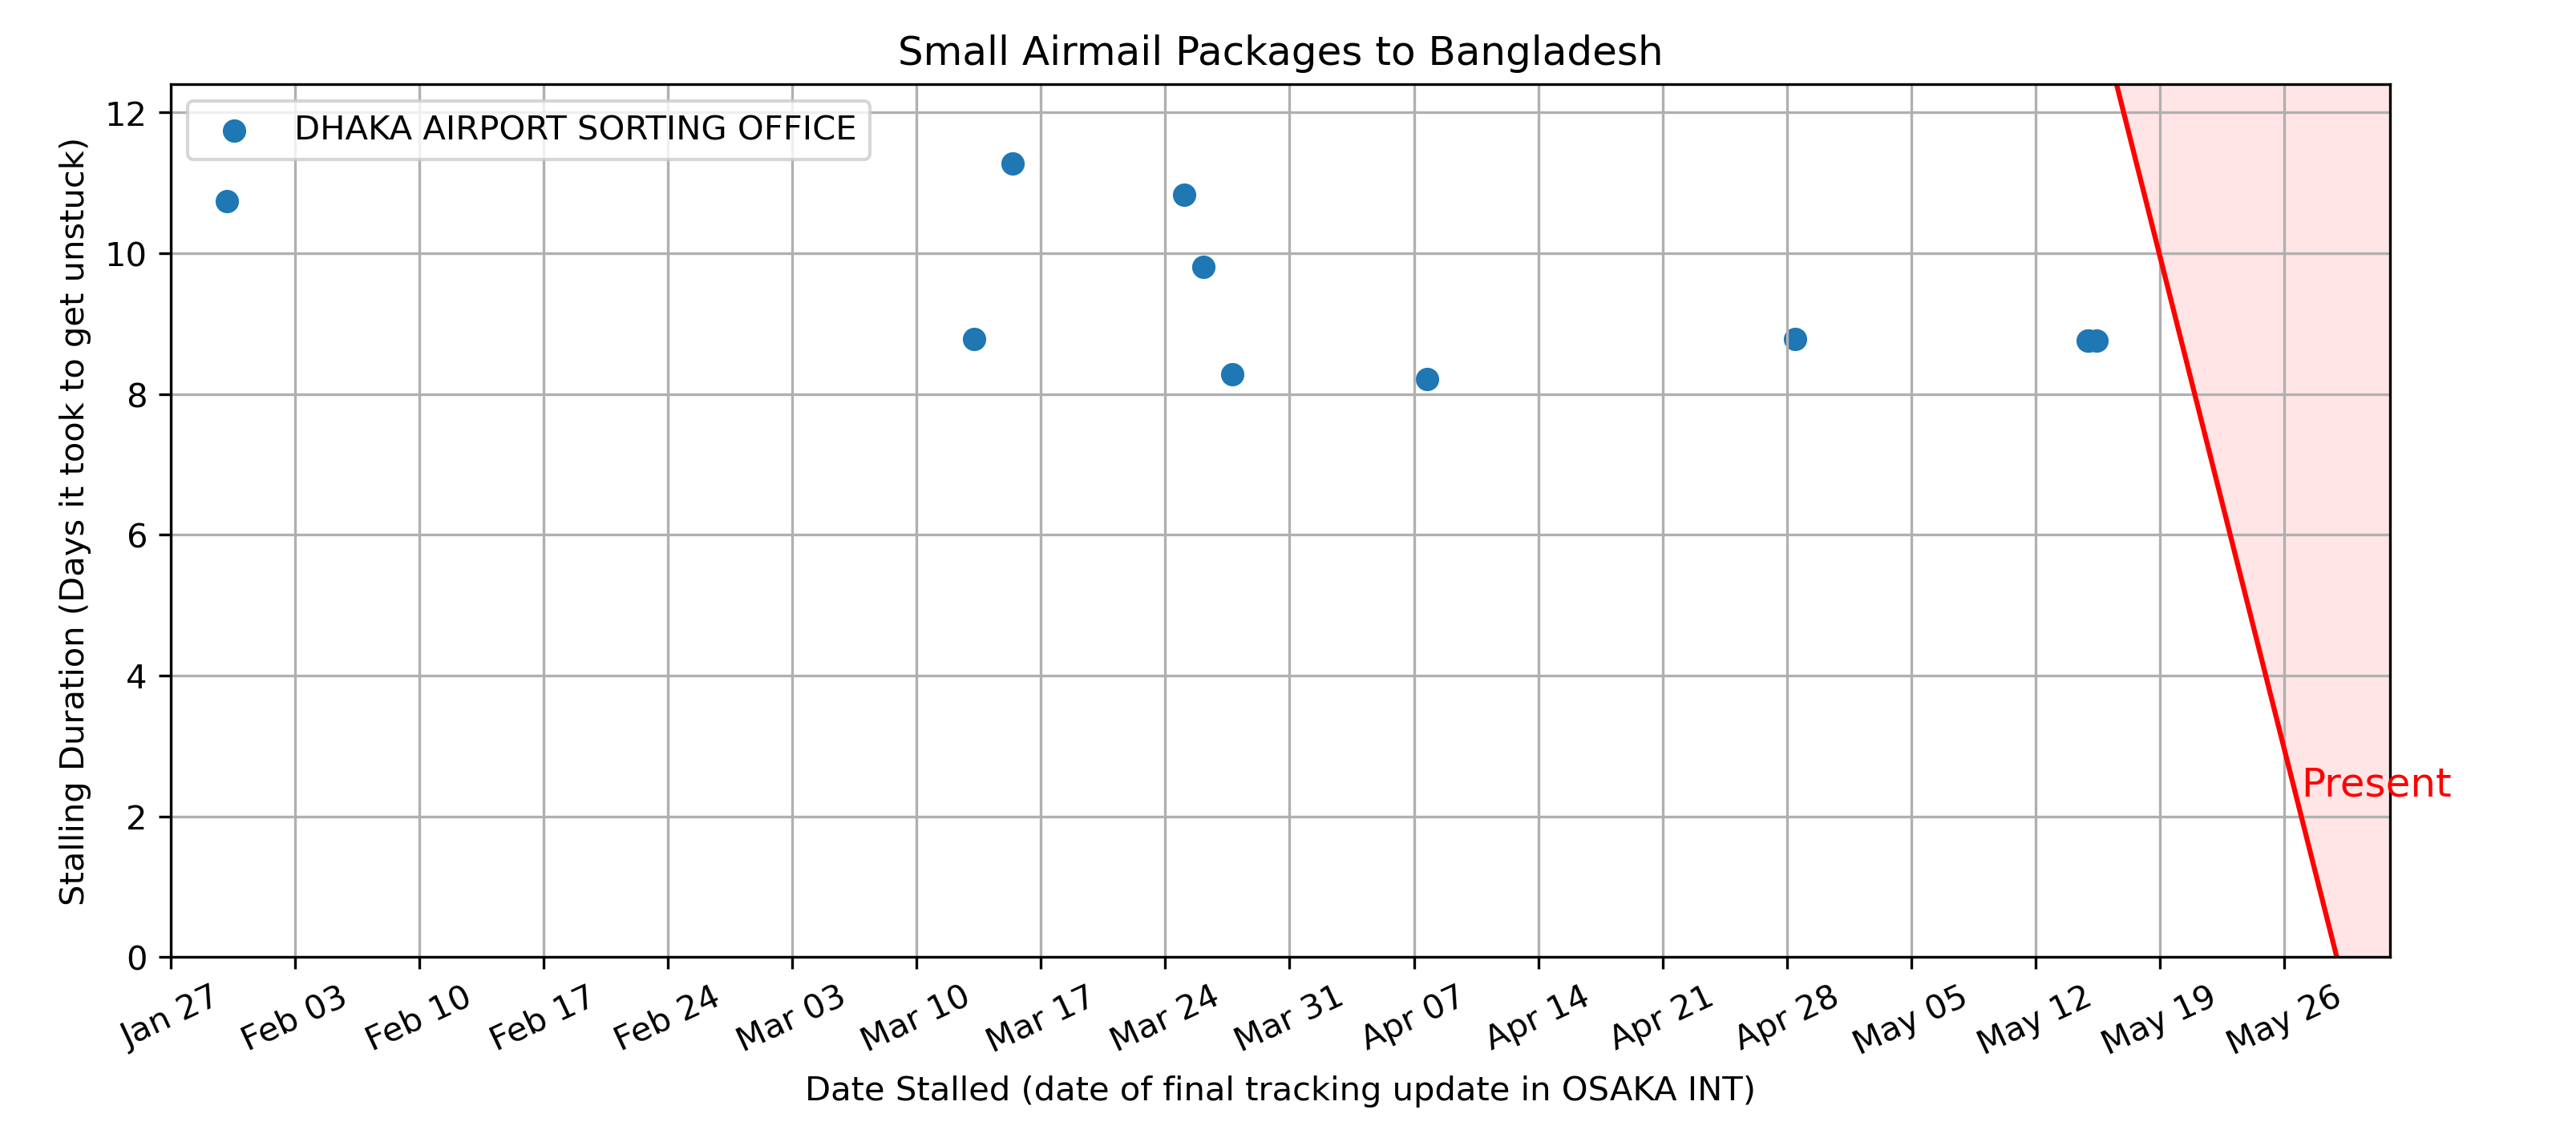 Small Airmail Packages to Bangladesh
DHAKA AIRPORT SORTING OFFICE
Stalling Duration (Days it took to get unstuck)
12
10
8
6
4
2
0
Present
Jan 27
Feb 03
Feb 10
Feb 17
Feb 24
Mar 03
Mar 10
Mar 17
Mar 24
Mar 31
Apr 07
Apr 14
Apr 21
Apr 28
May 05
May 12
May 19
May 26
Date Stalled (date of final tracking update in OSAKA INT)